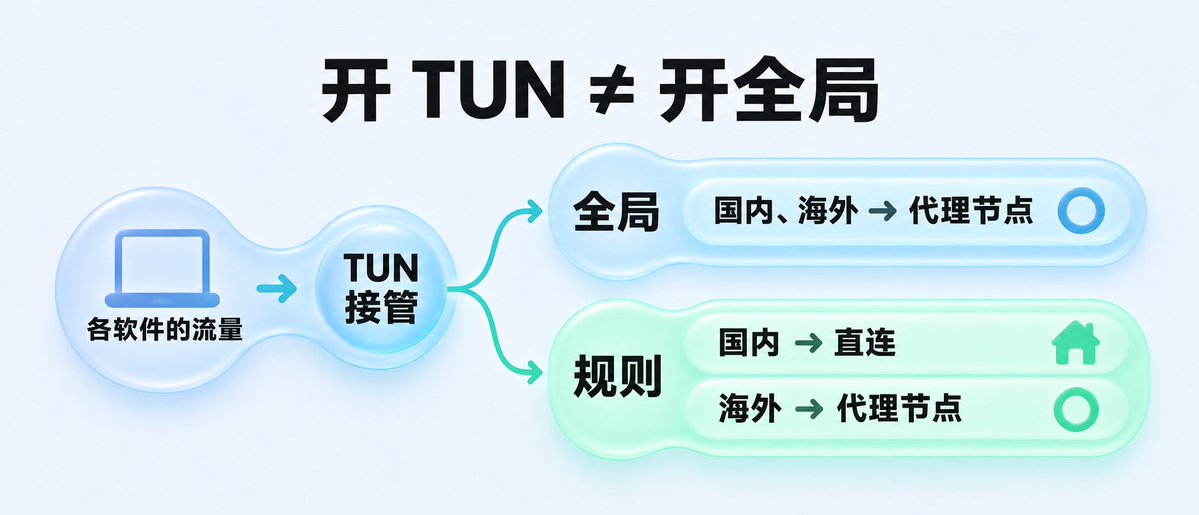 开 TUN ≠ 开全局
各软件的流量
TUN
接管
全局
国内、海外 → 代理节点
规则
国内 → 直连
海外 → 代理节点